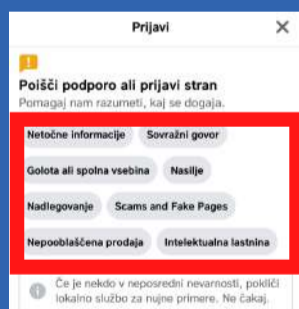 Prijavi
Poišči podporo ali prijavi stran
Pomagaj nam razumeti, kaj se dogaja.
Netočne informacije Sovražni govor
Golota ali spolna vsebina Nasilje
Nadlegovanje Scams and Fake Pages
Nepooblaščena prodaja Intelektualna lastnina
Če je nekdo v neposredni nevarnosti, pokliči
lokalno službo za nujne primere. Ne čakaj.